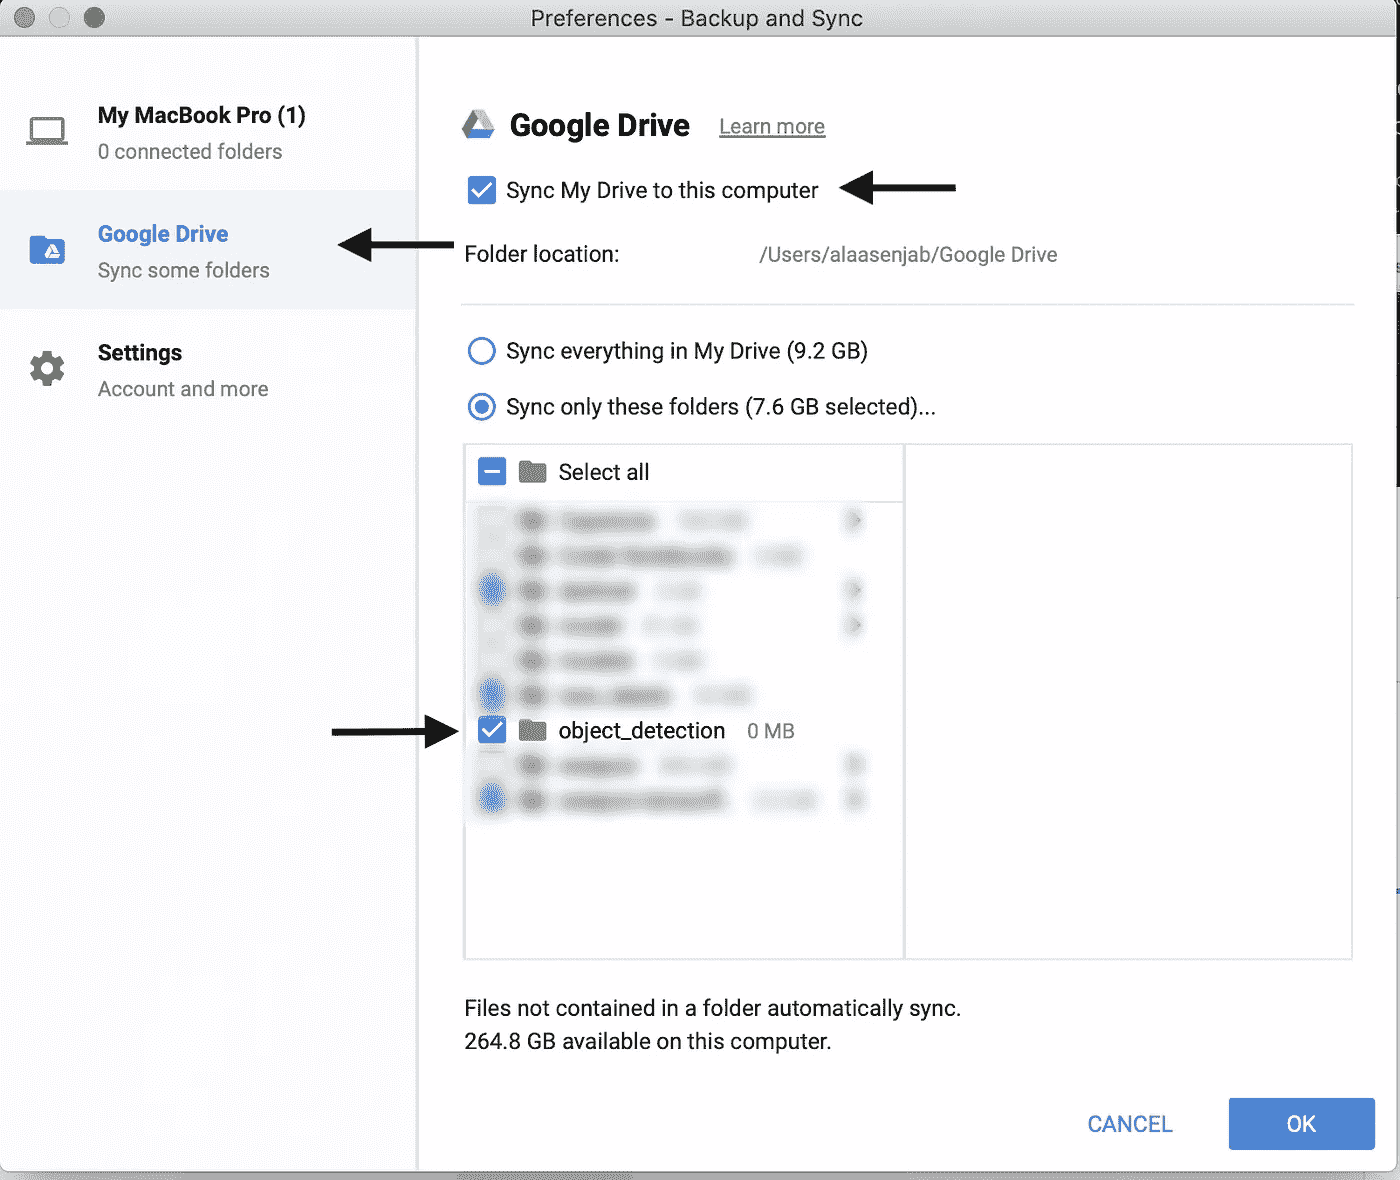 Preferences - Backup and Sync
My MacBook Pro (1)
0 connected folders
Google Drive
Sync some folders
Settings
Account and more
Google Drive Learn more
Sync My Drive to this computer
Folder location: /Users/alaasenjab/Google Drive
Sync everything in My Drive (9.2 GB)
Sync only these folders (7.6 GB selected)...
Select all
object_detection 0 MB
Files not contained in a folder automatically sync.
264.8 GB available on this computer.
CANCEL OK